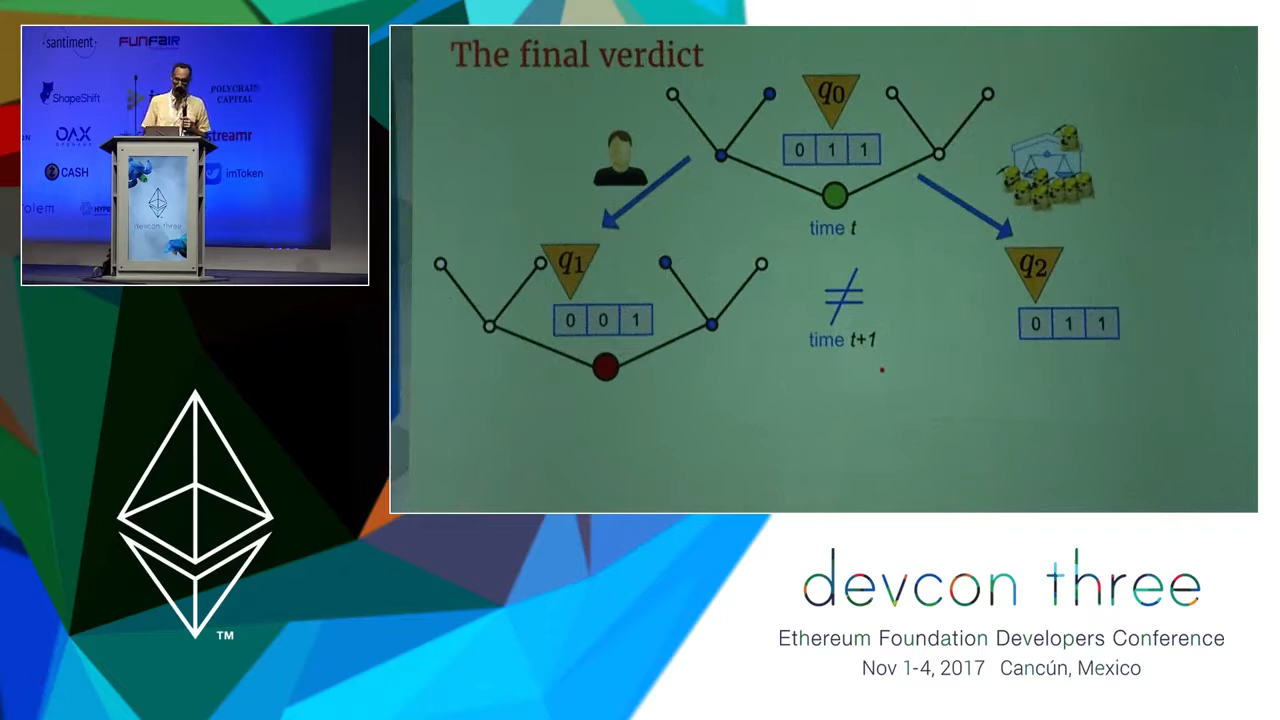 santiment
FUNFAIR
ShapeShift
POLYCHAIN
CAPITAL
OAX
streamr
CASH
imToken
devcon three
The final verdict
q0
0 1 1
time t
q1
0 0 1
≠
time t+1
q2
0 1 1
TM
devcon three
Ethereum Foundation Developers Conference
Nov 1-4, 2017 Cancún, Mexico